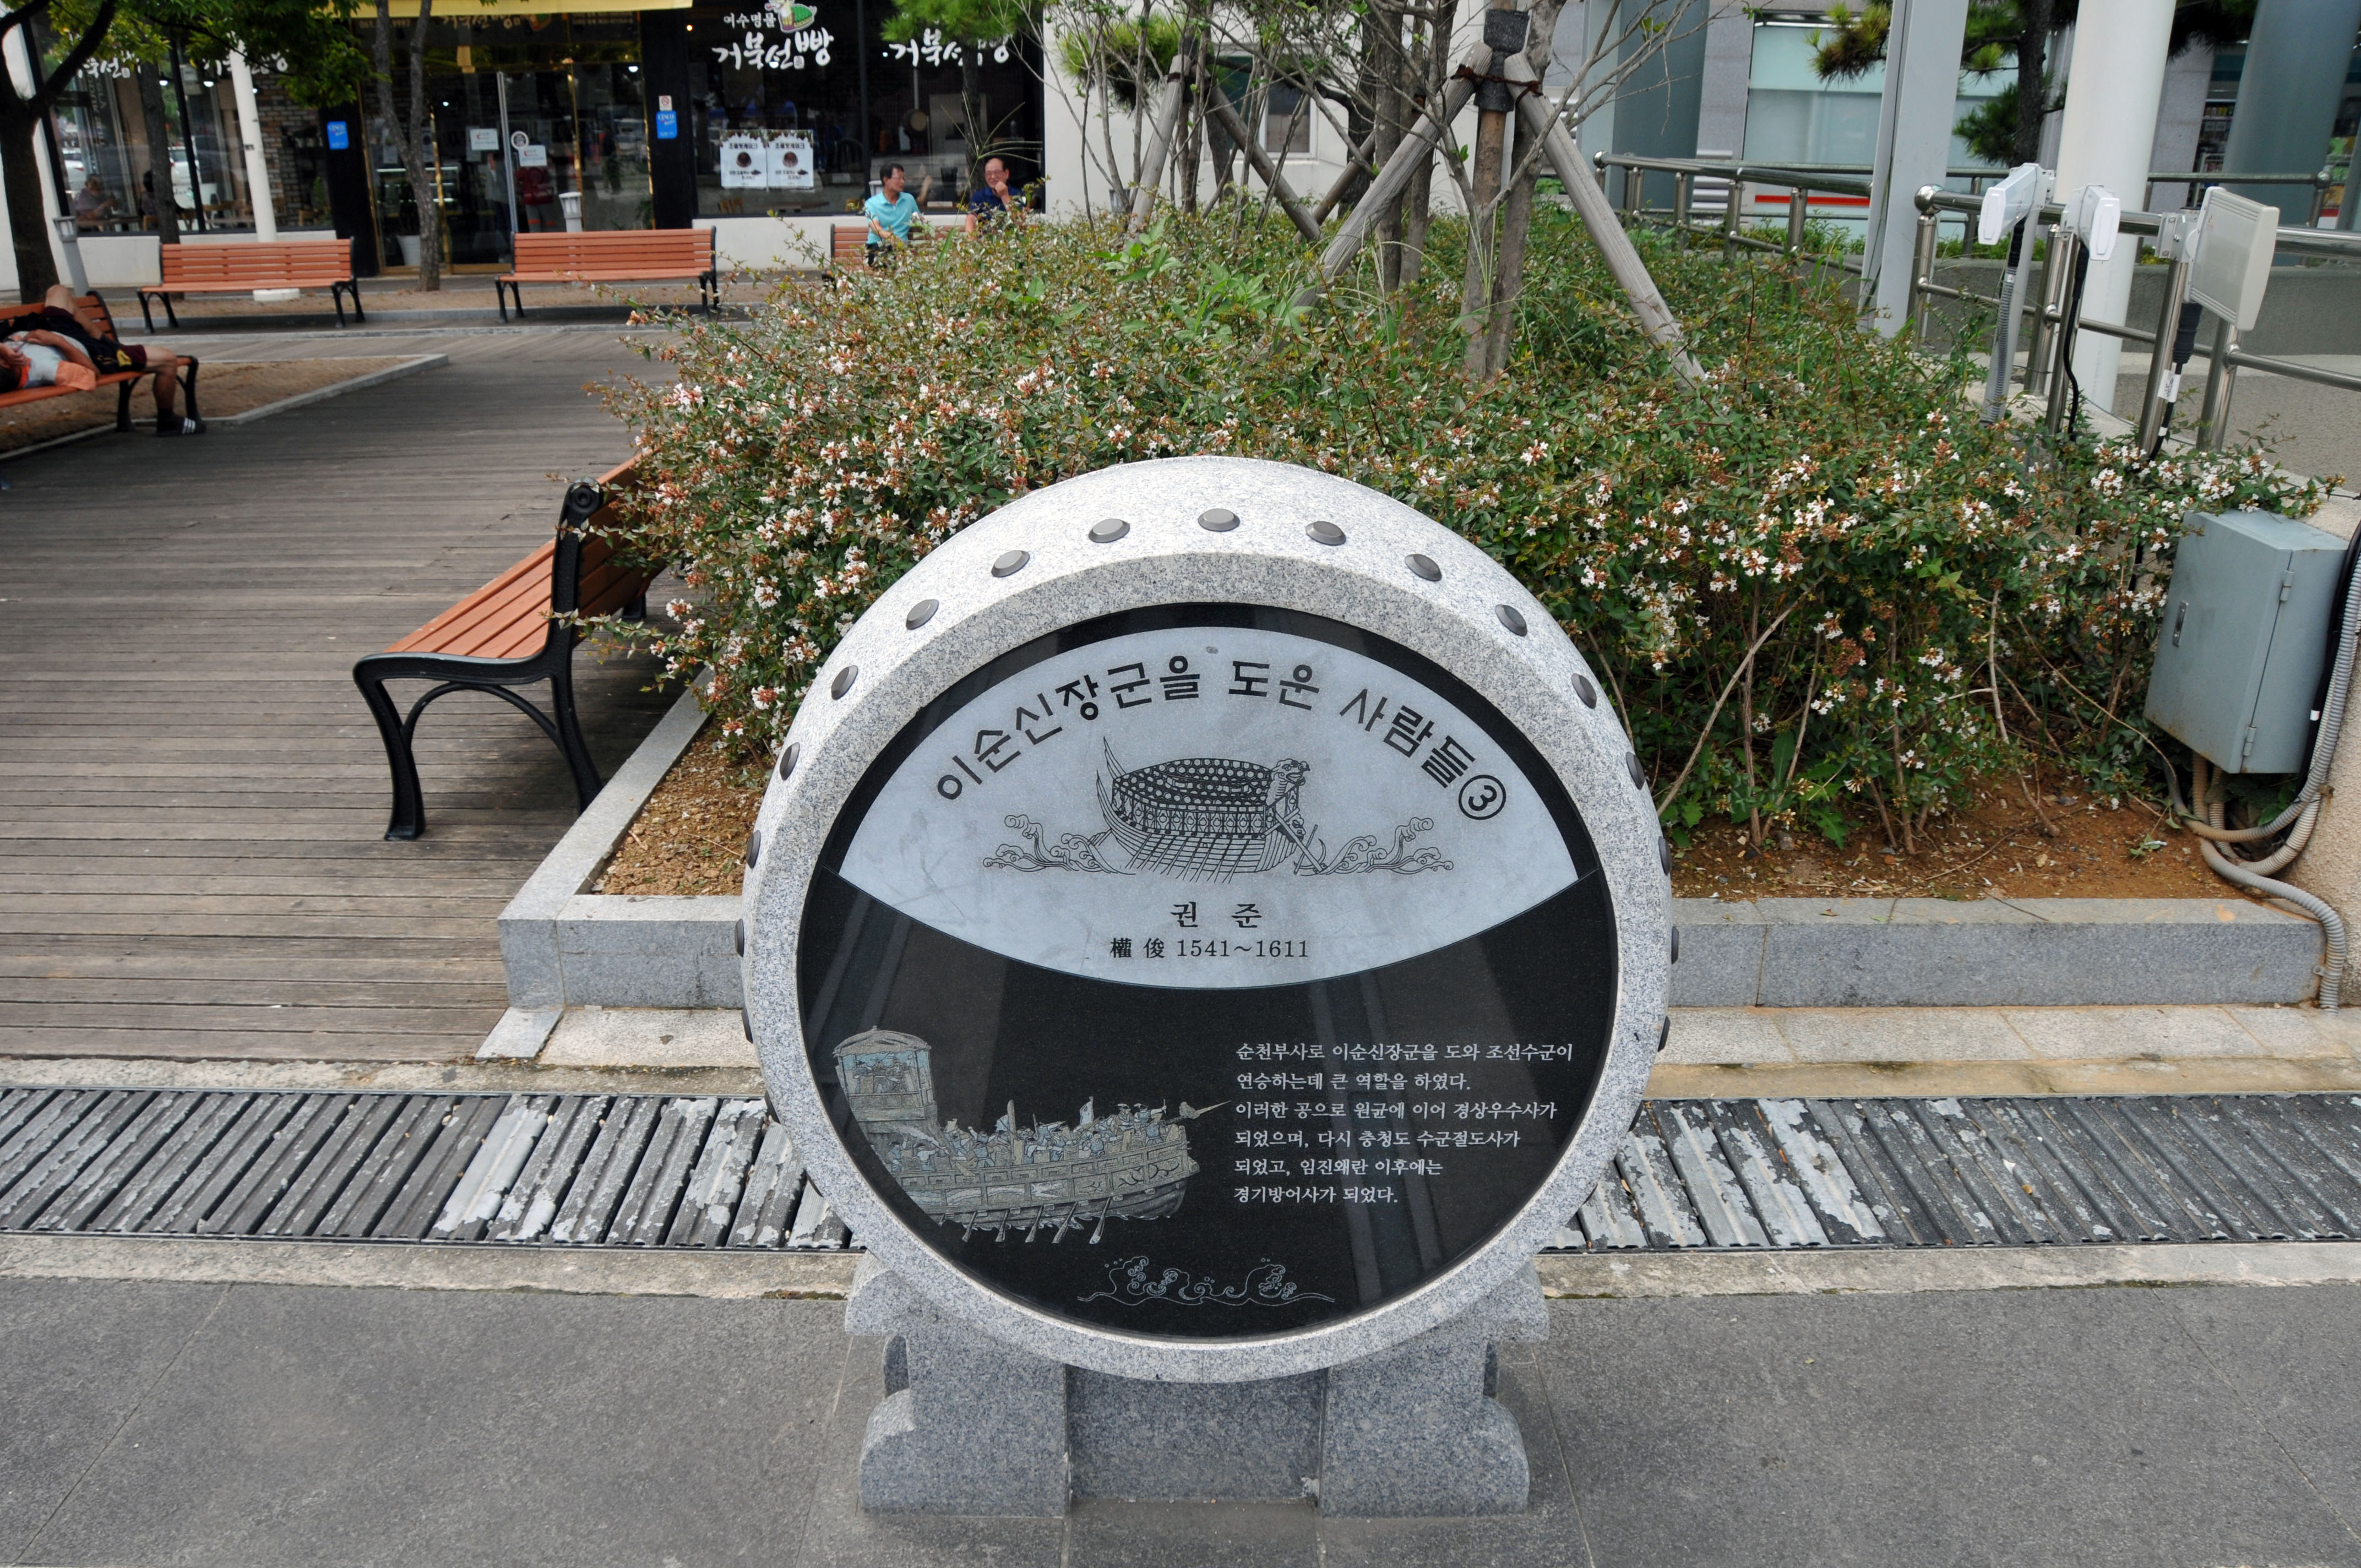 여수명물
거북선빵
거북선빵
이순신장군을 도운 사람들③
권 준
權 俊 1541~1611
순천부사로 이순신장군을 도와 조선수군이
연승하는데 큰 역할을 하였다.
이러한 공으로 원균에 이어 경상우수사가
되었으며, 다시 충청도 수군절도사가
되었고, 임진왜란 이후에는
경기방어사가 되었다.